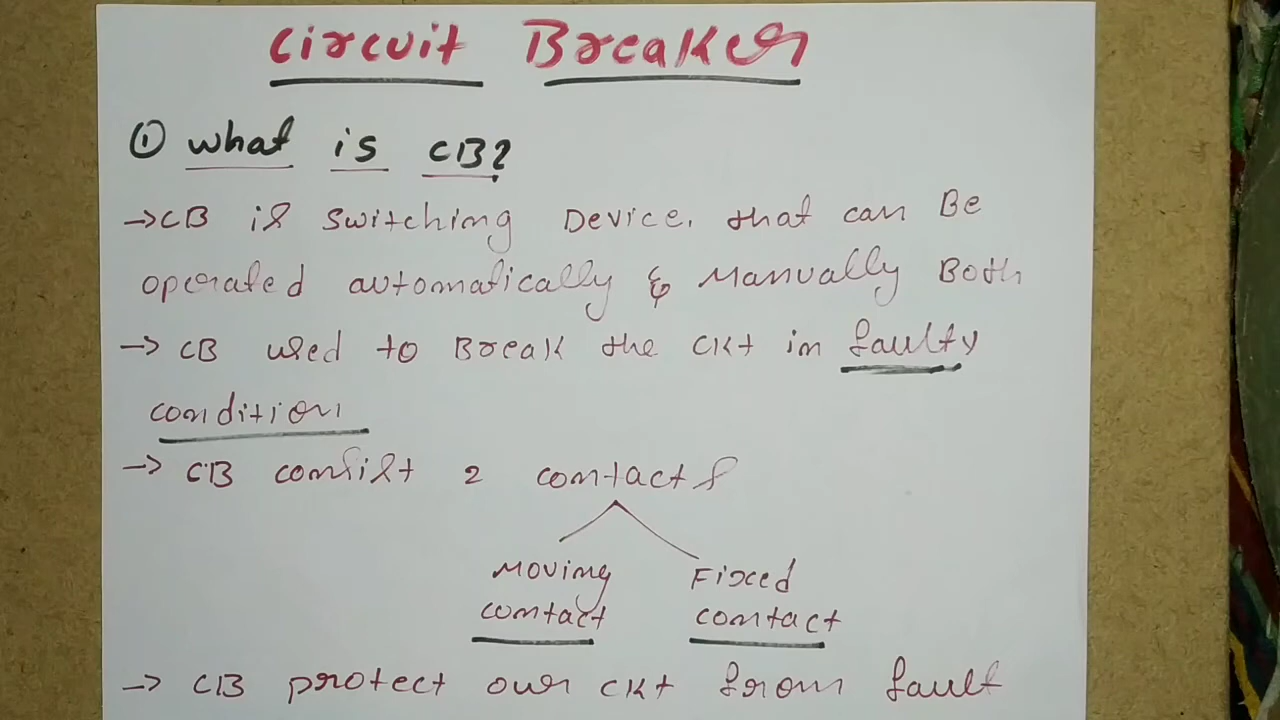 Circuit Breaker
① what is CB?
→ CB is switching Device. that can Be
operated automatically & Manually Both
→ CB used to Break the CKt in faulty
condition
→ CB consist 2 contacts
Moving Fixed
contact contact
→ CB protect our CKt from fault